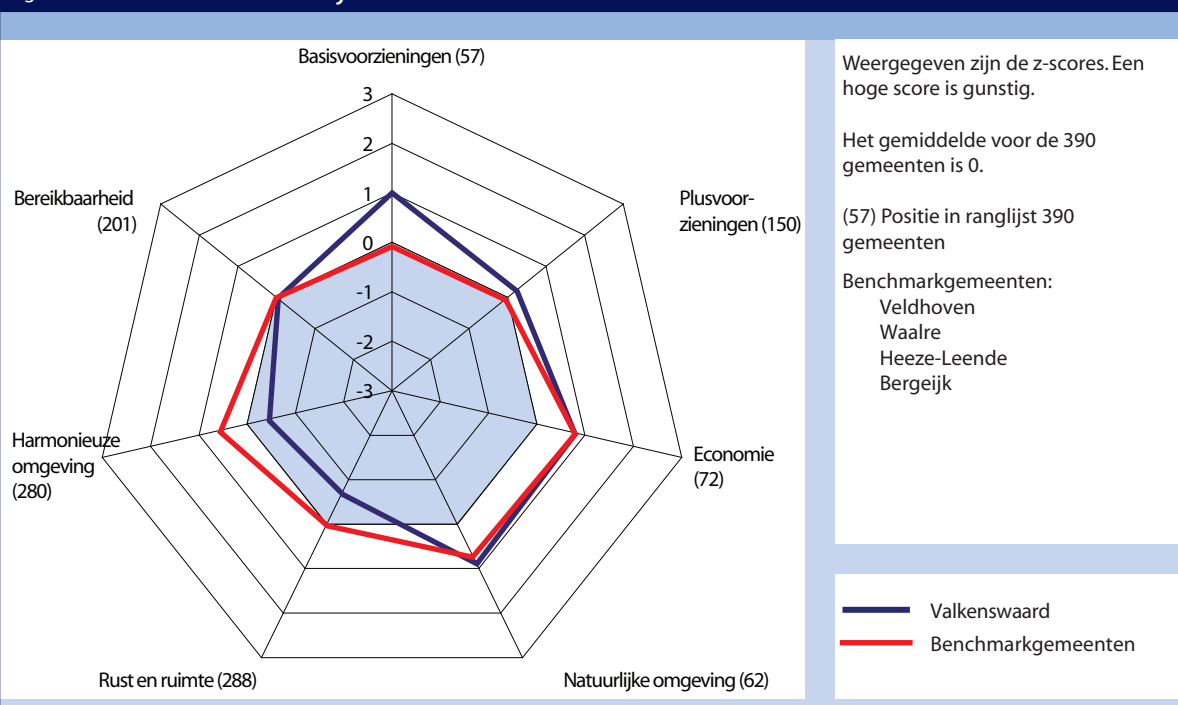 Basisvoorzieningen (57)
3
2
1
0
-1
-2
-3
Bereikbaarheid
(201)
Plusvoor-
zieningen (150)
Harmonieuze
omgeving
(280)
Economie
(72)
Rust en ruimte (288)
Natuurlijke omgeving (62)
Weergegeven zijn de z-scores. Een
hoge score is gunstig.
Het gemiddelde voor de 390
gemeenten is 0.
(57) Positie in ranglijst 390
gemeenten
Benchmarkgemeenten:
Veldhoven
Waalre
Heeze-Leende
Bergeijk
Valkenswaard
Benchmarkgemeenten